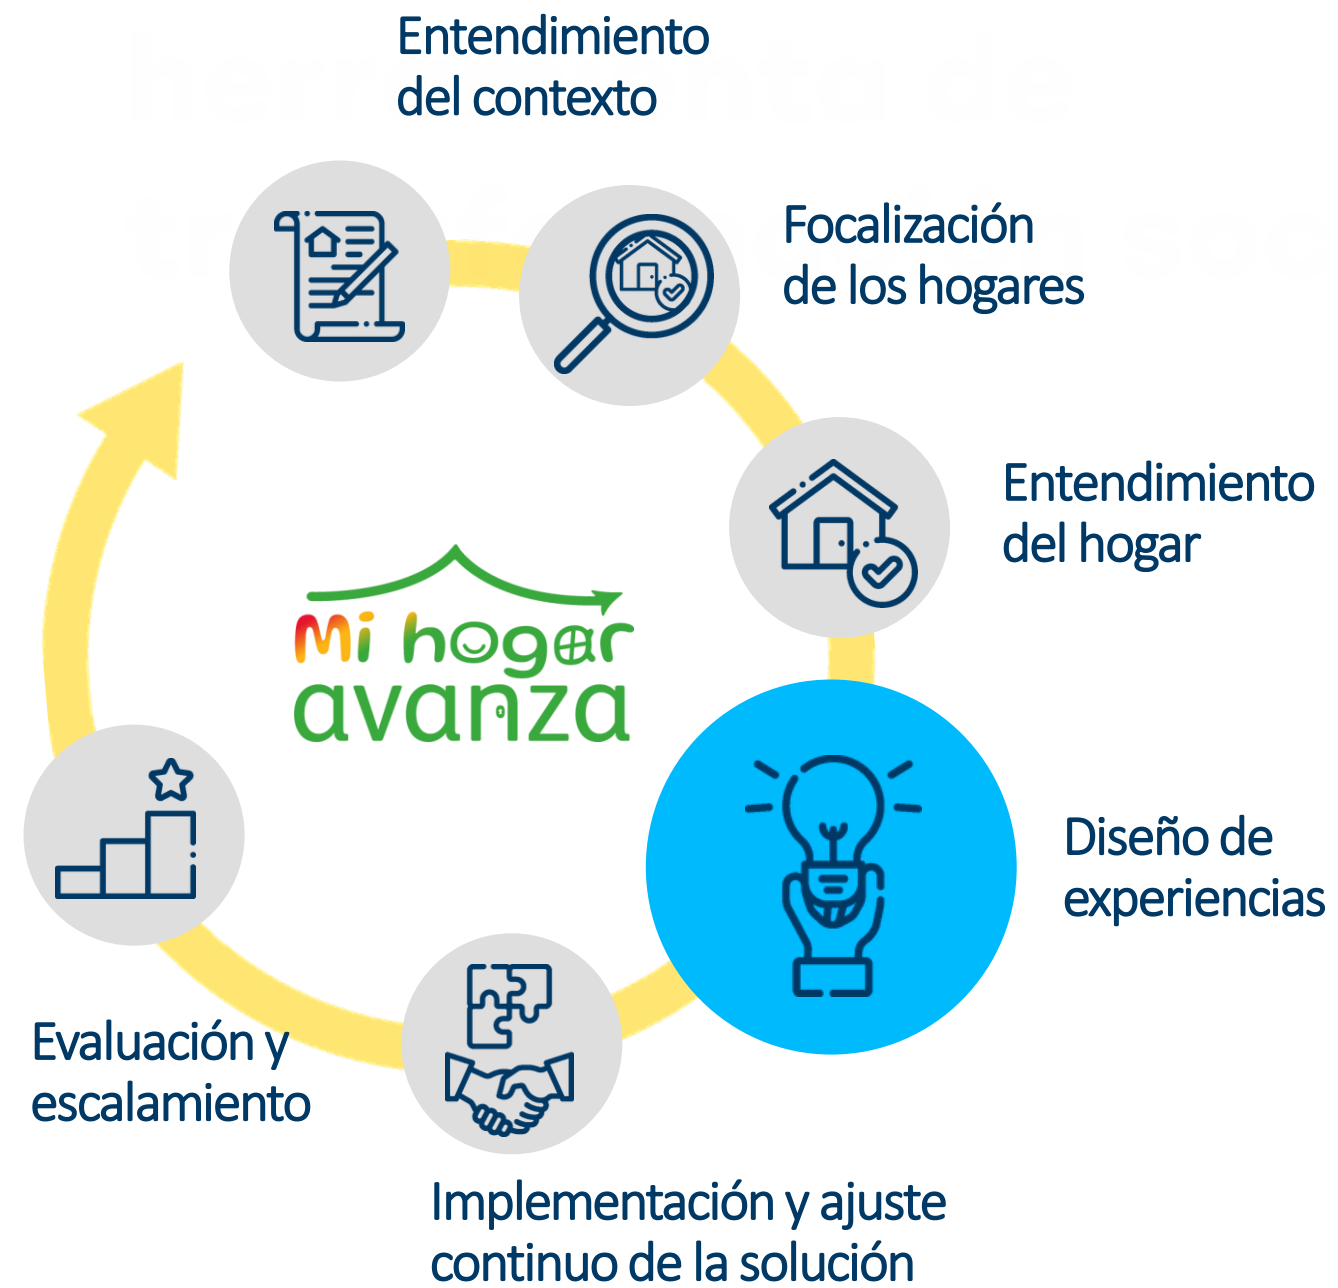 Entendimiento
del contexto
Focalización
de los hogares
Entendimiento
del hogar
Mi hogar
avanza
Diseño de
experiencias
Evaluación y
escalamiento
Implementación y ajuste
continuo de la solución